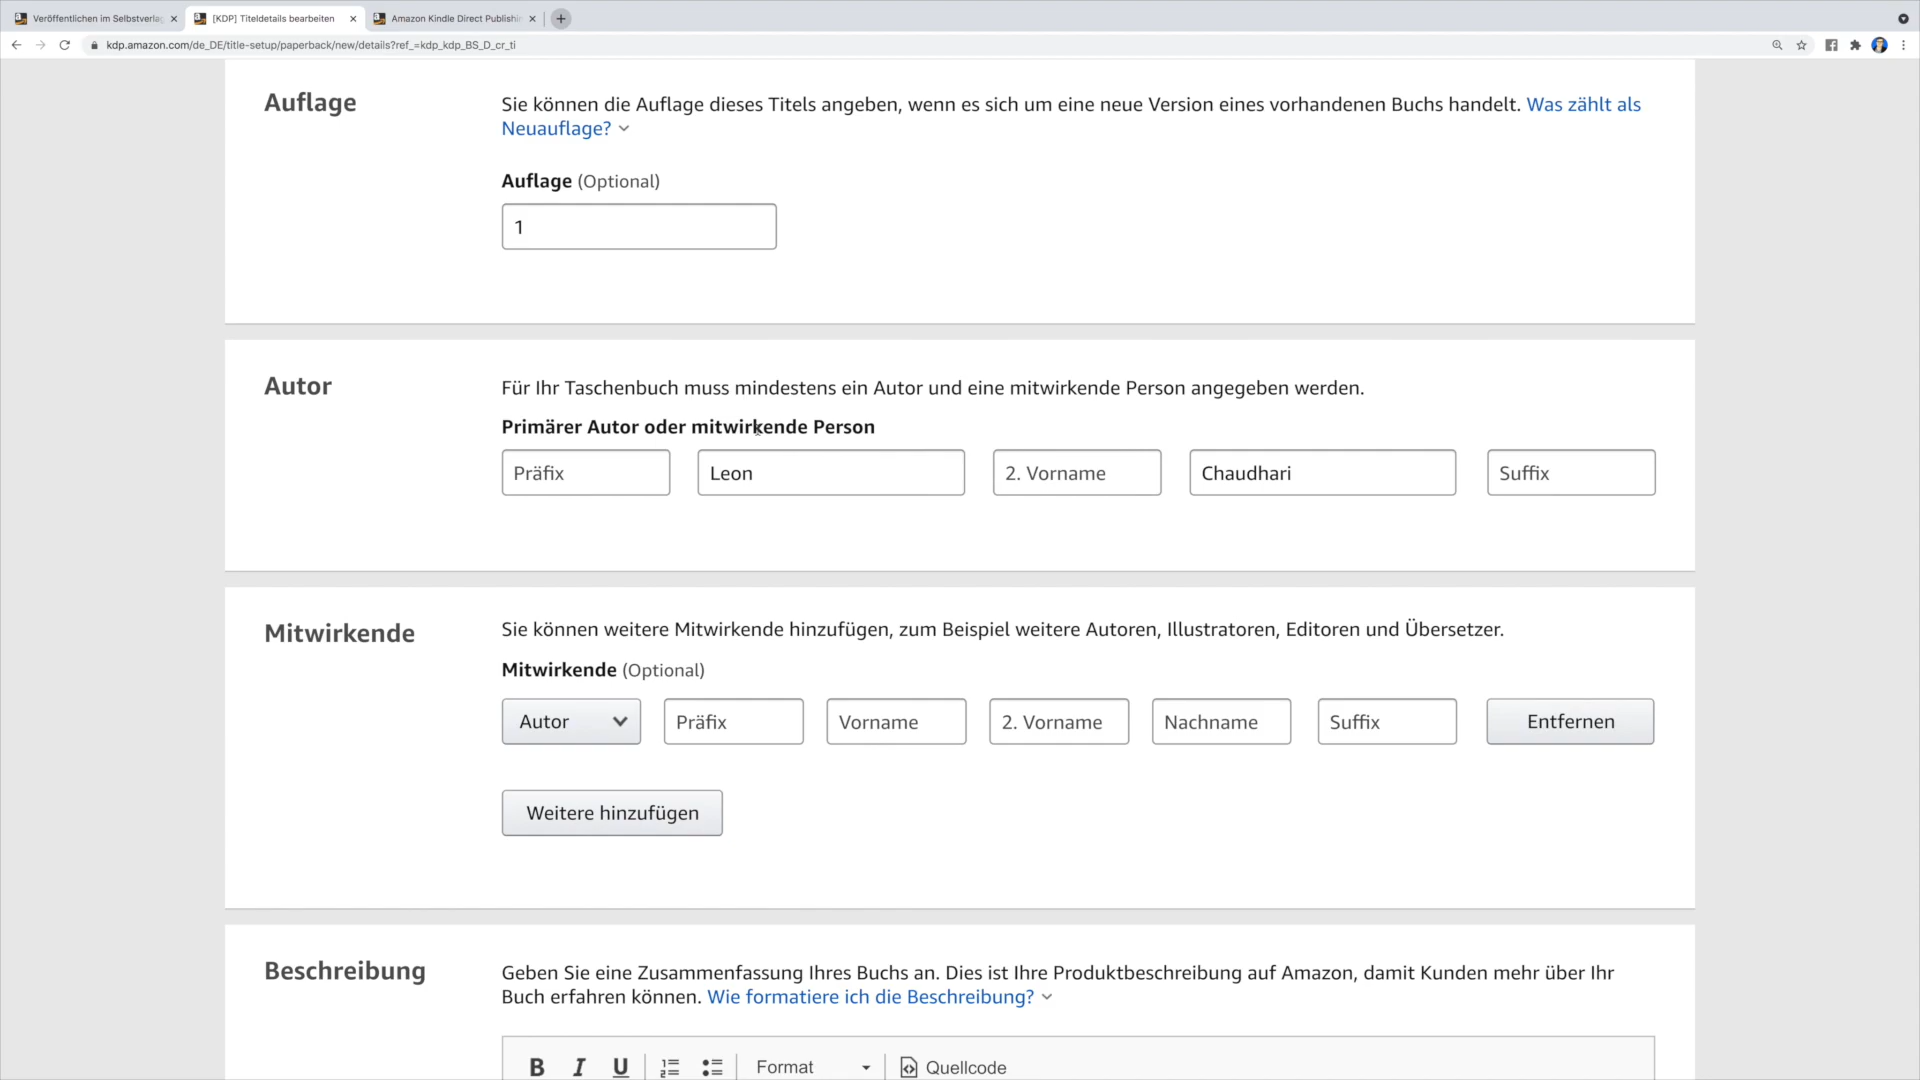 Veröffentlichen im Selbstverlag
[KDP] Titeldetails bearbeiten
Amazon Kindle Direct Publishin
kdp.amazon.com/de_DE/title-setup/paperback/new/details?ref_=kdp_kdp_BS_D_cr_ti
Auflage
Sie können die Auflage dieses Titels angeben, wenn es sich um eine neue Version eines vorhandenen Buchs handelt. Was zählt als
Neuauflage?
Auflage (Optional)
1
Autor
Für Ihr Taschenbuch muss mindestens ein Autor und eine mitwirkende Person angegeben werden.
Primärer Autor oder mitwirkende Person
Präfix Leon 2. Vorname Chaudhari Suffix
Mitwirkende
Sie können weitere Mitwirkende hinzufügen, zum Beispiel weitere Autoren, Illustratoren, Editoren und Übersetzer.
Mitwirkende (Optional)
Autor Präfix Vorname 2. Vorname Nachname Suffix Entfernen
Weitere hinzufügen
Beschreibung
Geben Sie eine Zusammenfassung Ihres Buchs an. Dies ist Ihre Produktbeschreibung auf Amazon, damit Kunden mehr über Ihr
Buch erfahren können. Wie formatiere ich die Beschreibung?
B I U Format Quellcode